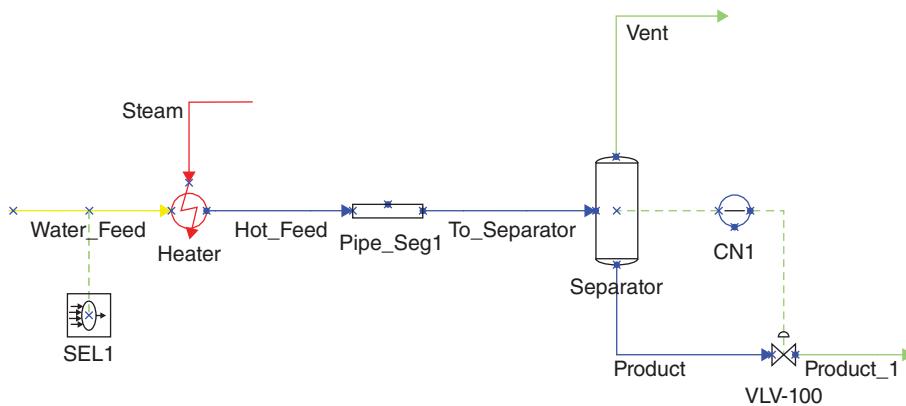 Vent
Steam
Water_Feed
Heater
Hot_Feed
Pipe_Seg1
To_Separator
Separator
CN1
SEL1
Product
VLV-100
Product_1